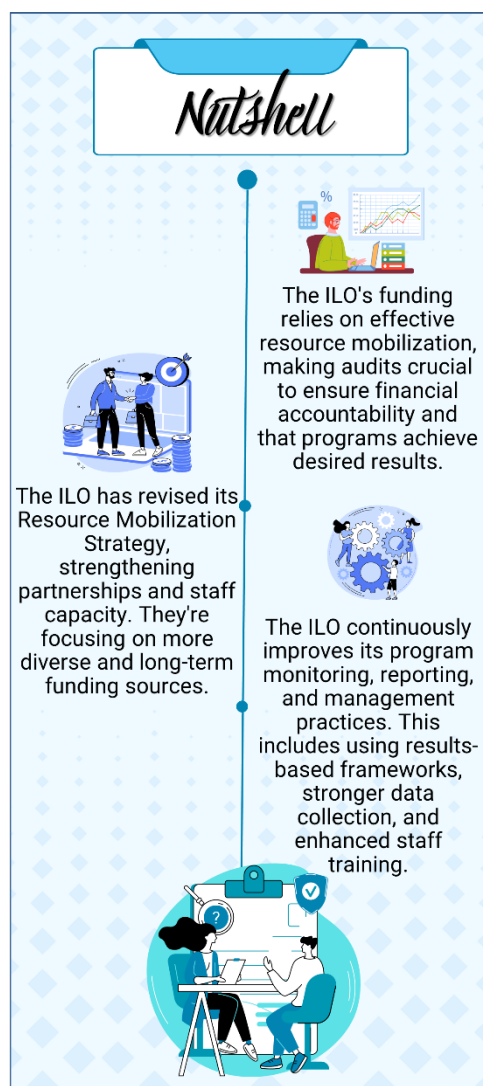 Nutshell
%
The ILO's funding
relies on effective
resource mobilization,
making audits crucial
to ensure financial
accountability and
that programs achieve
desired results.
The ILO has revised its
Resource Mobilization
Strategy,
strengthening
partnerships and staff
capacity. They're
focusing on more
diverse and long-term
funding sources.
The ILO continuously
improves its program
monitoring, reporting,
and management
practices. This
includes using results-
based frameworks,
stronger data
collection, and
enhanced staff
training.
?